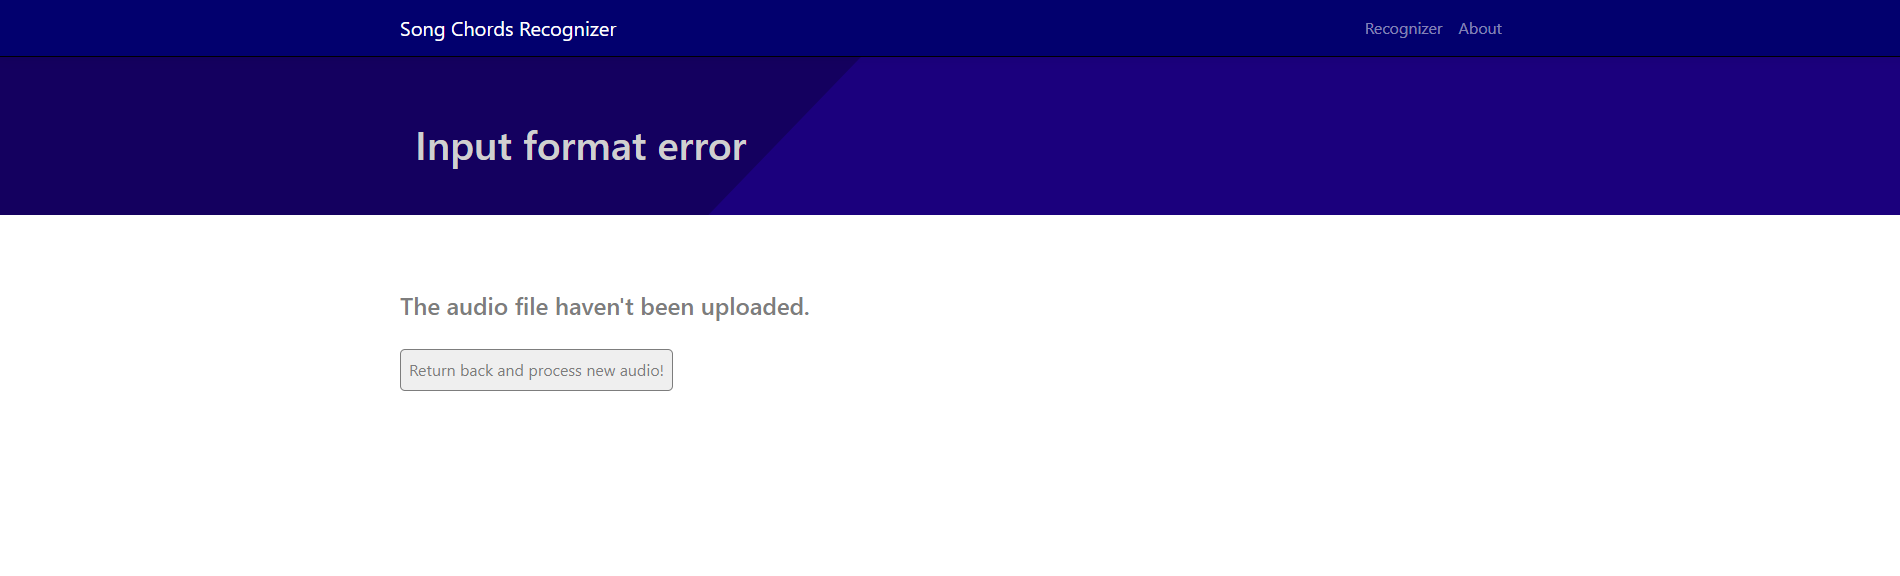 Song Chords Recognizer
Recognizer About
Input format error
The audio file haven't been uploaded.
Return back and process new audio!